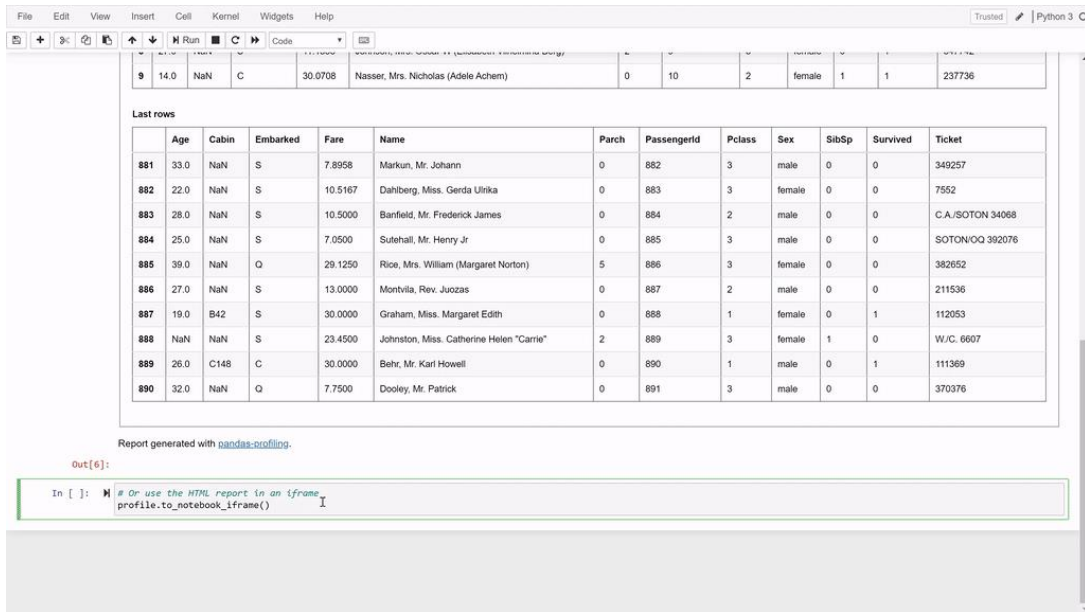 File Edit View Insert Cell Kernel Widgets Help Trusted Python 3
Run Code
9 14.0 NaN C 30.0708 Nasser, Mrs. Nicholas (Adele Achem) 0 10 2 female 1 1 237736
Last rows
Age Cabin Embarked Fare Name Parch PassengerId Pclass Sex SibSp Survived Ticket
881 33.0 NaN S 7.8958 Markun, Mr. Johann 0 882 3 male 0 0 349257
882 22.0 NaN S 10.5167 Dahlberg, Miss. Gerda Ulrika 0 883 3 female 0 0 7552
883 28.0 NaN S 10.5000 Banfield, Mr. Frederick James 0 884 2 male 0 0 C.A./SOTON 34068
884 25.0 NaN S 7.0500 Sutehall, Mr. Henry Jr 0 885 3 male 0 0 SOTON/OQ 392076
885 39.0 NaN Q 29.1250 Rice, Mrs. William (Margaret Norton) 5 886 3 female 0 0 382652
886 27.0 NaN S 13.0000 Montvila, Rev. Juozas 0 887 2 male 0 0 211536
887 19.0 B42 S 30.0000 Graham, Miss. Margaret Edith 0 888 1 female 0 1 112053
888 NaN NaN S 23.4500 Johnston, Miss. Catherine Helen "Carrie" 2 889 3 female 1 0 W./C. 6607
889 26.0 C148 C 30.0000 Behr, Mr. Karl Howell 0 890 1 male 0 1 111369
890 32.0 NaN Q 7.7500 Dooley, Mr. Patrick 0 891 3 male 0 0 370376
Report generated with pandas-profiling.
Out[6]:
In [ ]: # Or use the HTML report in an iframe
profile.to_notebook_iframe()